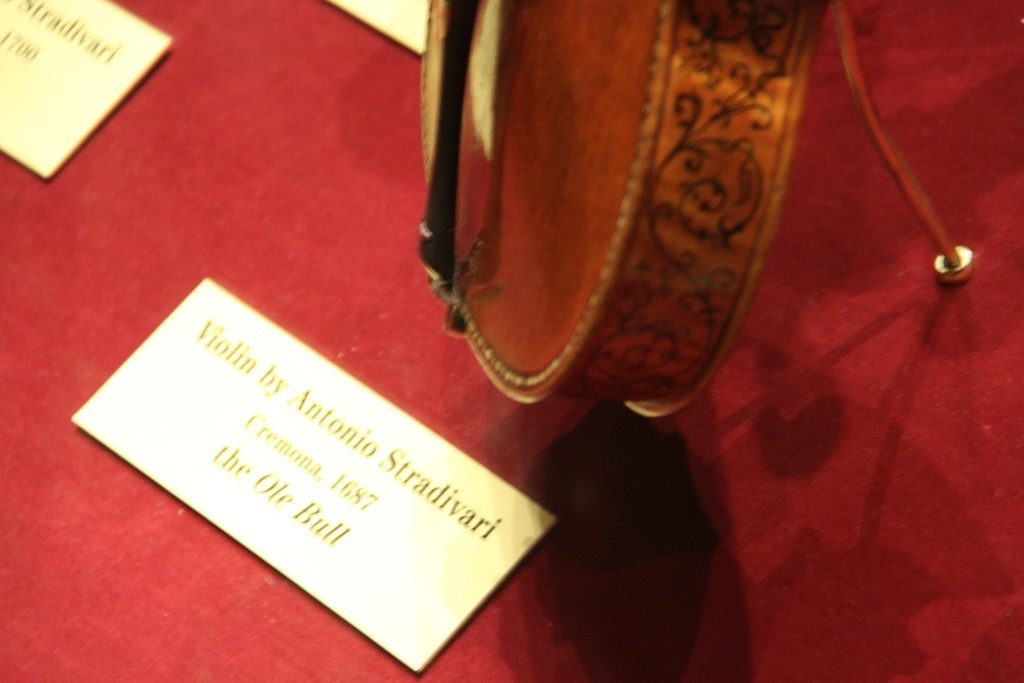 Stradivari
1700
Violin by Antonio Stradivari
Cremona, 1687
the Ole Bull